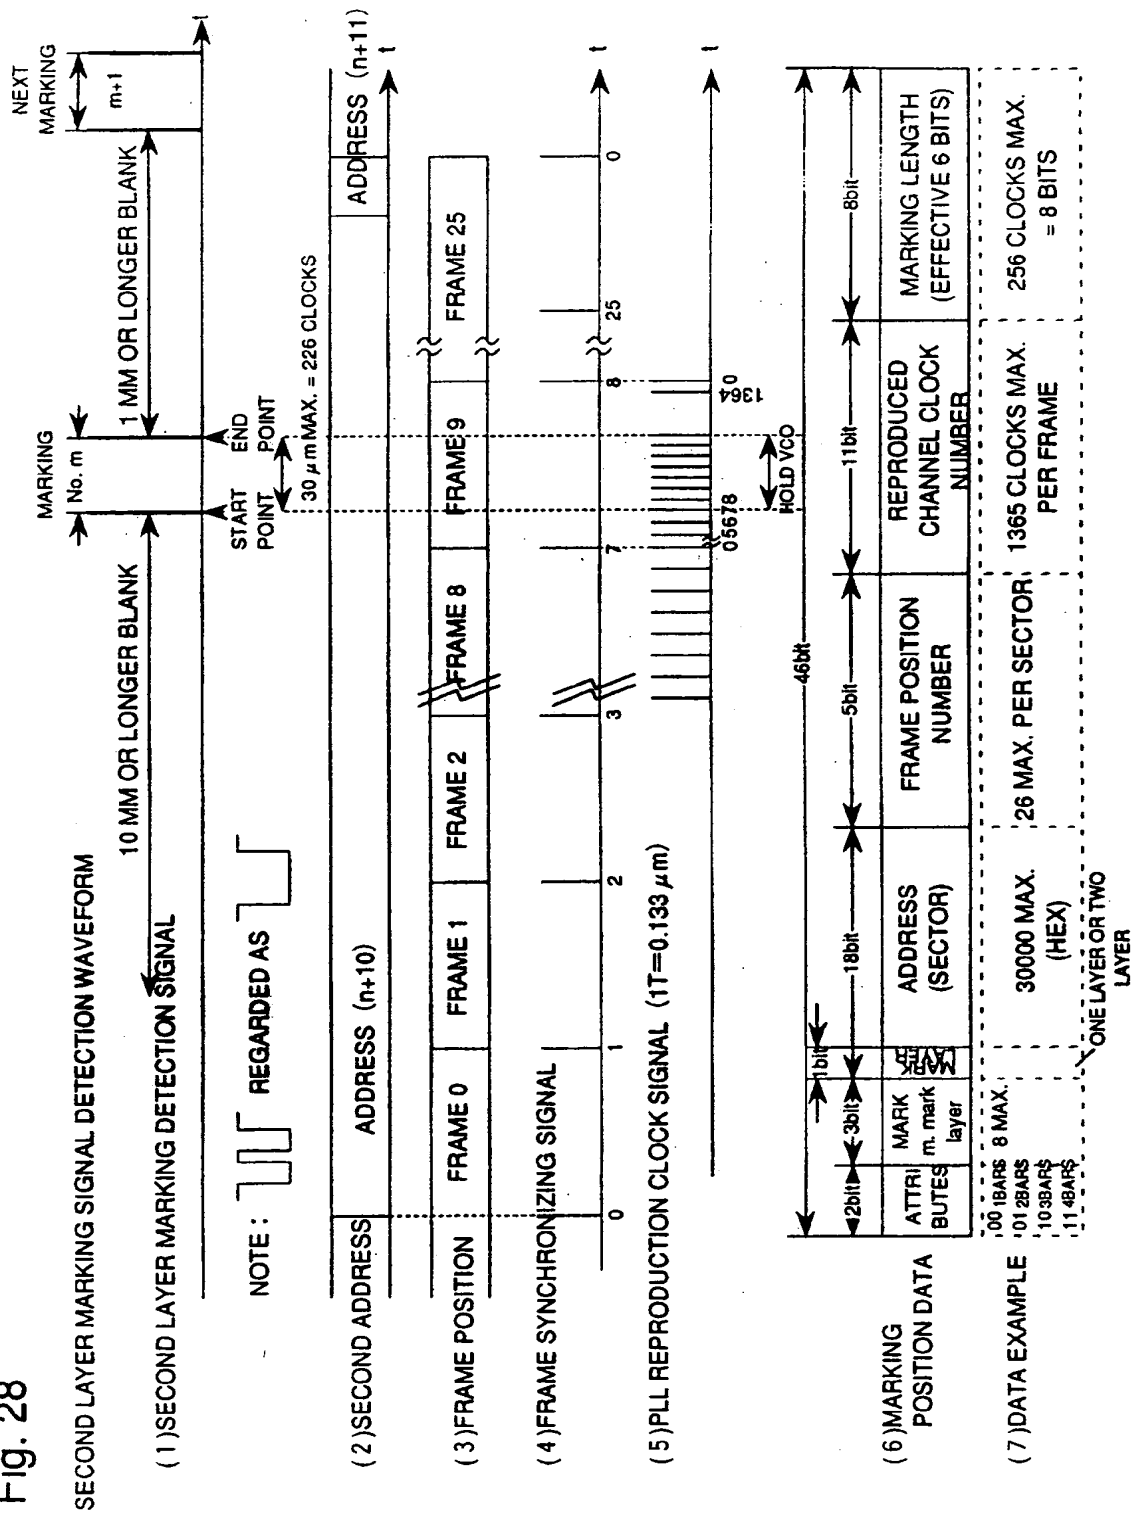 Fig. 28
SECOND LAYER MARKING SIGNAL DETECTION WAVEFORM
(1)SECOND LAYER MARKING DETECTION SIGNAL
10 MM OR LONGER BLANK
MARKING
No. m
1 MM OR LONGER BLANK
NEXT
MARKING
m+1
t
START
POINT
END
POINT
30 μm MAX. = 226 CLOCKS
NOTE : REGARDED AS
(2)SECOND ADDRESS
ADDRESS (n+10)
ADDRESS (n+11)
t
(3)FRAME POSITION
FRAME 0
FRAME 1
FRAME 2
FRAME 8
FRAME 9
FRAME 25
(4)FRAME SYNCHRONIZING SIGNAL
0 1 2 3 7 8 25 0
t
(5)PLL REPRODUCTION CLOCK SIGNAL (1T=0.133 μm)
05678
1364
0
t
HOLD VCO
46bit
2bit
3bit
1bit
18bit
5bit
11bit
8bit
(6)MARKING
POSITION DATA
ATTRI
BUTES
MARK
m. mark
layer
MARK
LAYER
ADDRESS
(SECTOR)
FRAME POSITION
NUMBER
REPRODUCED
CHANNEL CLOCK
NUMBER
MARKING LENGTH
(EFFECTIVE 6 BITS)
(7)DATA EXAMPLE
00 1BARS
01 2BARS
10 3BARS
11 4BARS
8 MAX.
ONE LAYER OR TWO
LAYER
30000 MAX.
(HEX)
26 MAX. PER SECTOR
1365 CLOCKS MAX.
PER FRAME
256 CLOCKS MAX.
= 8 BITS